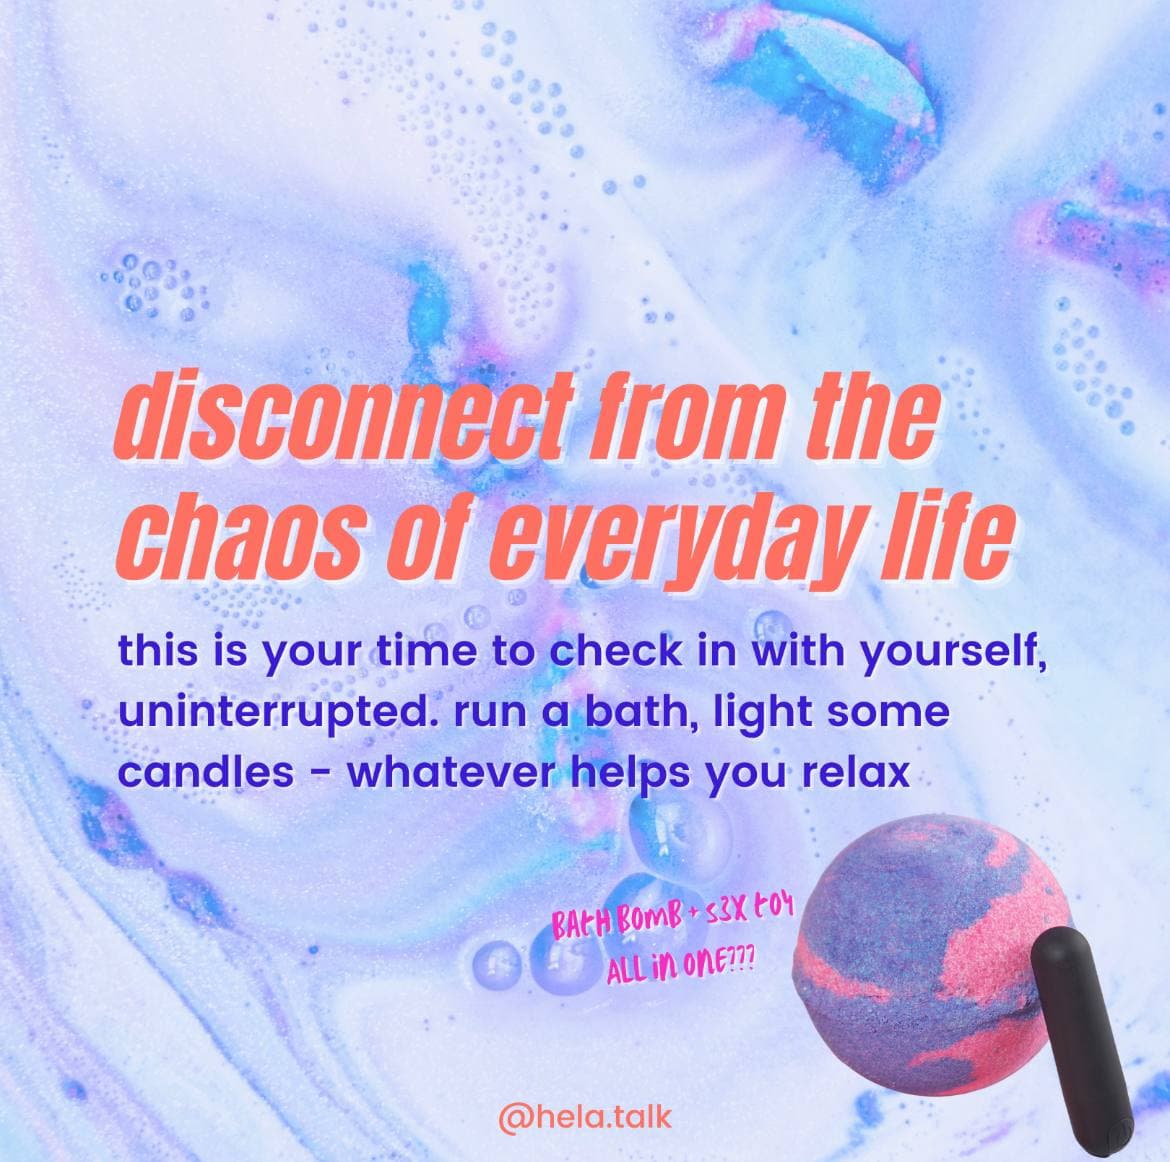 disconnect from the
chaos of everyday life
this is your time to check in with yourself,
uninterrupted. run a bath, light some
candles – whatever helps you relax
BAtH BomB + s3X toy
ALL iN ONE???
@hela.talk